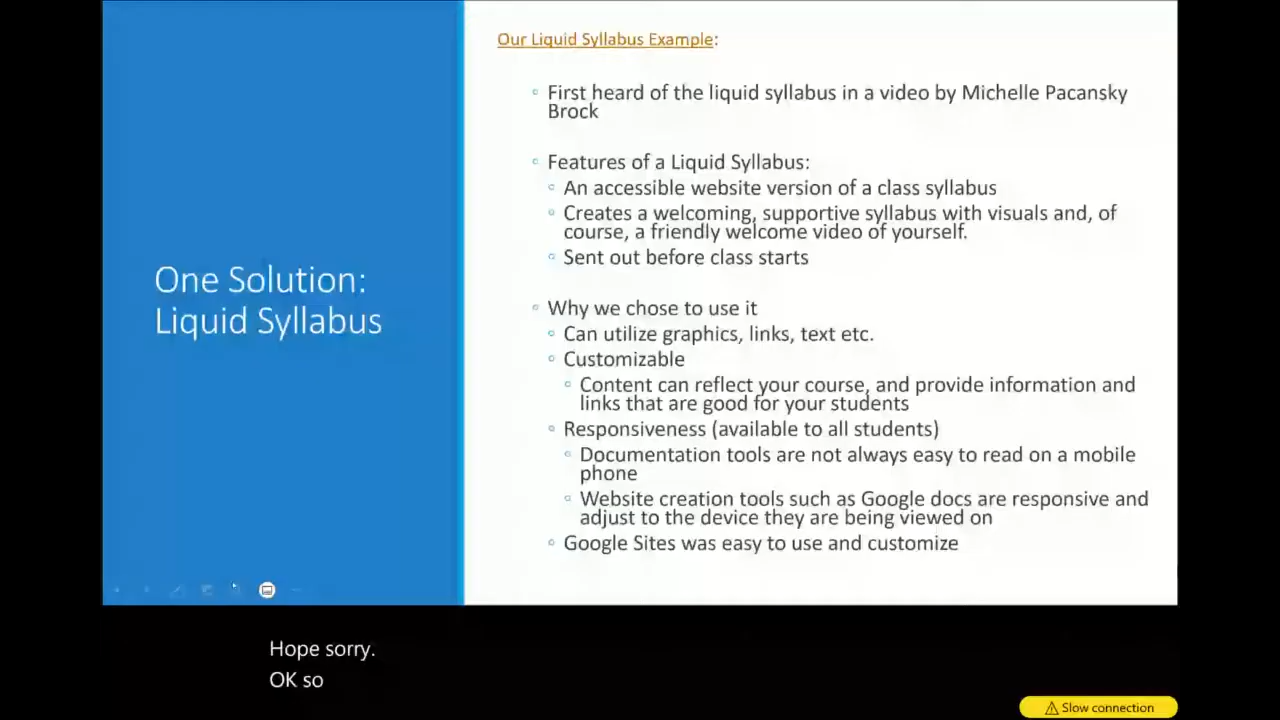 One Solution:
Liquid Syllabus
Our Liquid Syllabus Example:
First heard of the liquid syllabus in a video by Michelle Pacansky
Brock
Features of a Liquid Syllabus:
An accessible website version of a class syllabus
Creates a welcoming, supportive syllabus with visuals and, of
course, a friendly welcome video of yourself.
Sent out before class starts
Why we chose to use it
Can utilize graphics, links, text etc.
Customizable
Content can reflect your course, and provide information and
links that are good for your students
Responsiveness (available to all students)
Documentation tools are not always easy to read on a mobile
phone
Website creation tools such as Google docs are responsive and
adjust to the device they are being viewed on
Google Sites was easy to use and customize
Hope sorry.
OK so
Slow connection